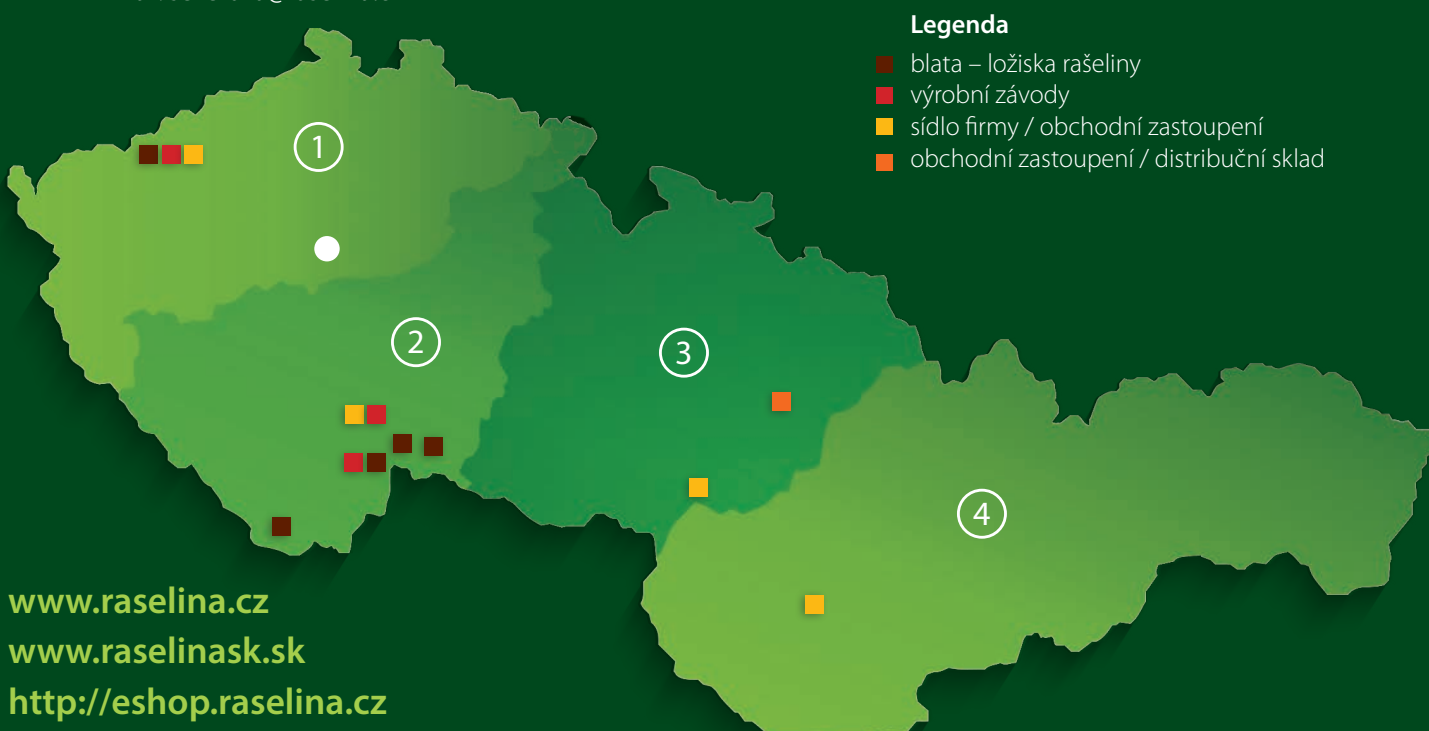 Legenda
blata – ložiska rašeliny
výrobní závody
sídlo firmy / obchodní zastoupení
obchodní zastoupení / distribuční sklad
1
2
3
4
www.raselina.cz
www.raselinask.sk
http://eshop.raselina.cz